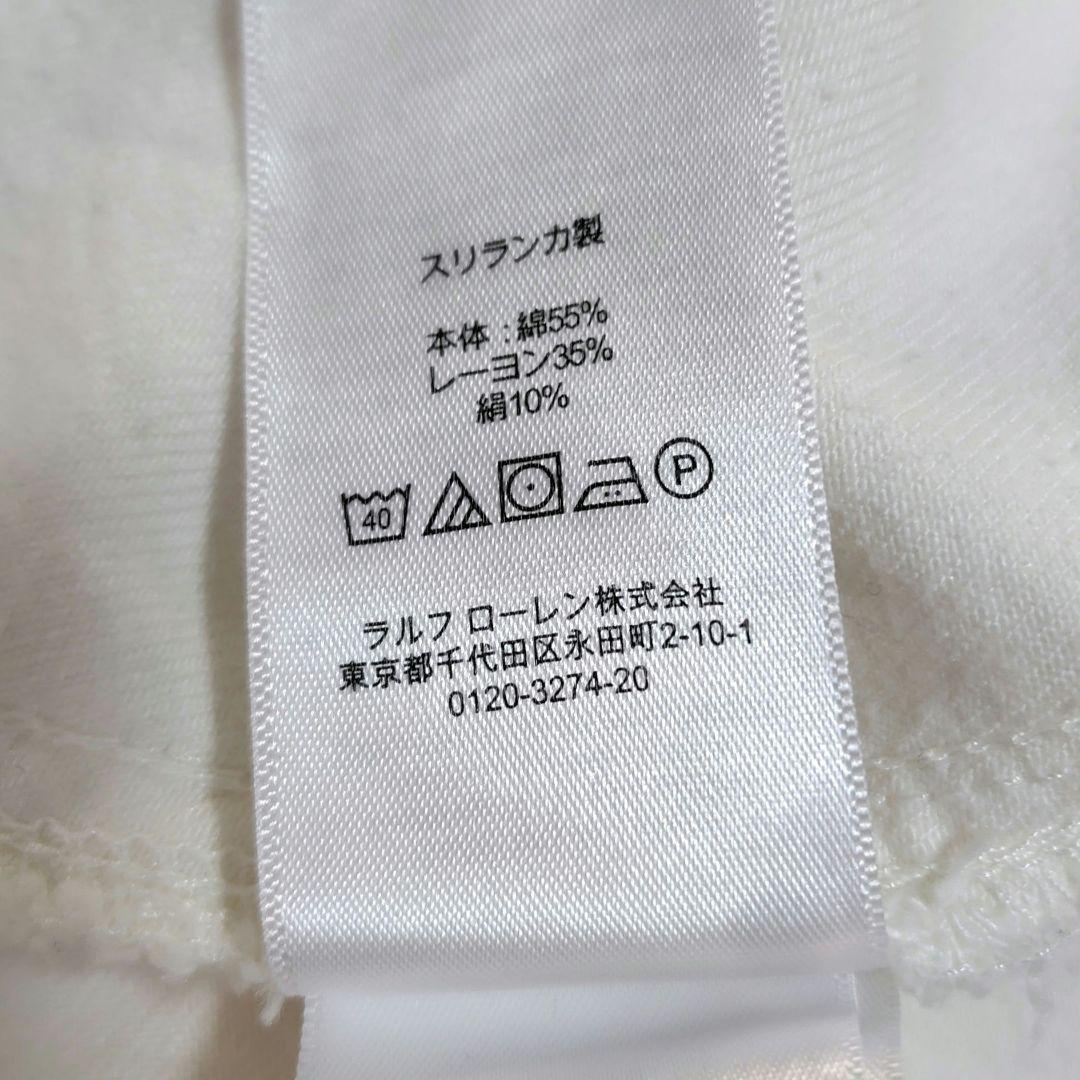 スリランカ製
本体 : 綿55%
レーヨン35%
絹10%
40
P
ラルフ ローレン株式会社
東京都千代田区永田町2-10-1
0120-3274-20